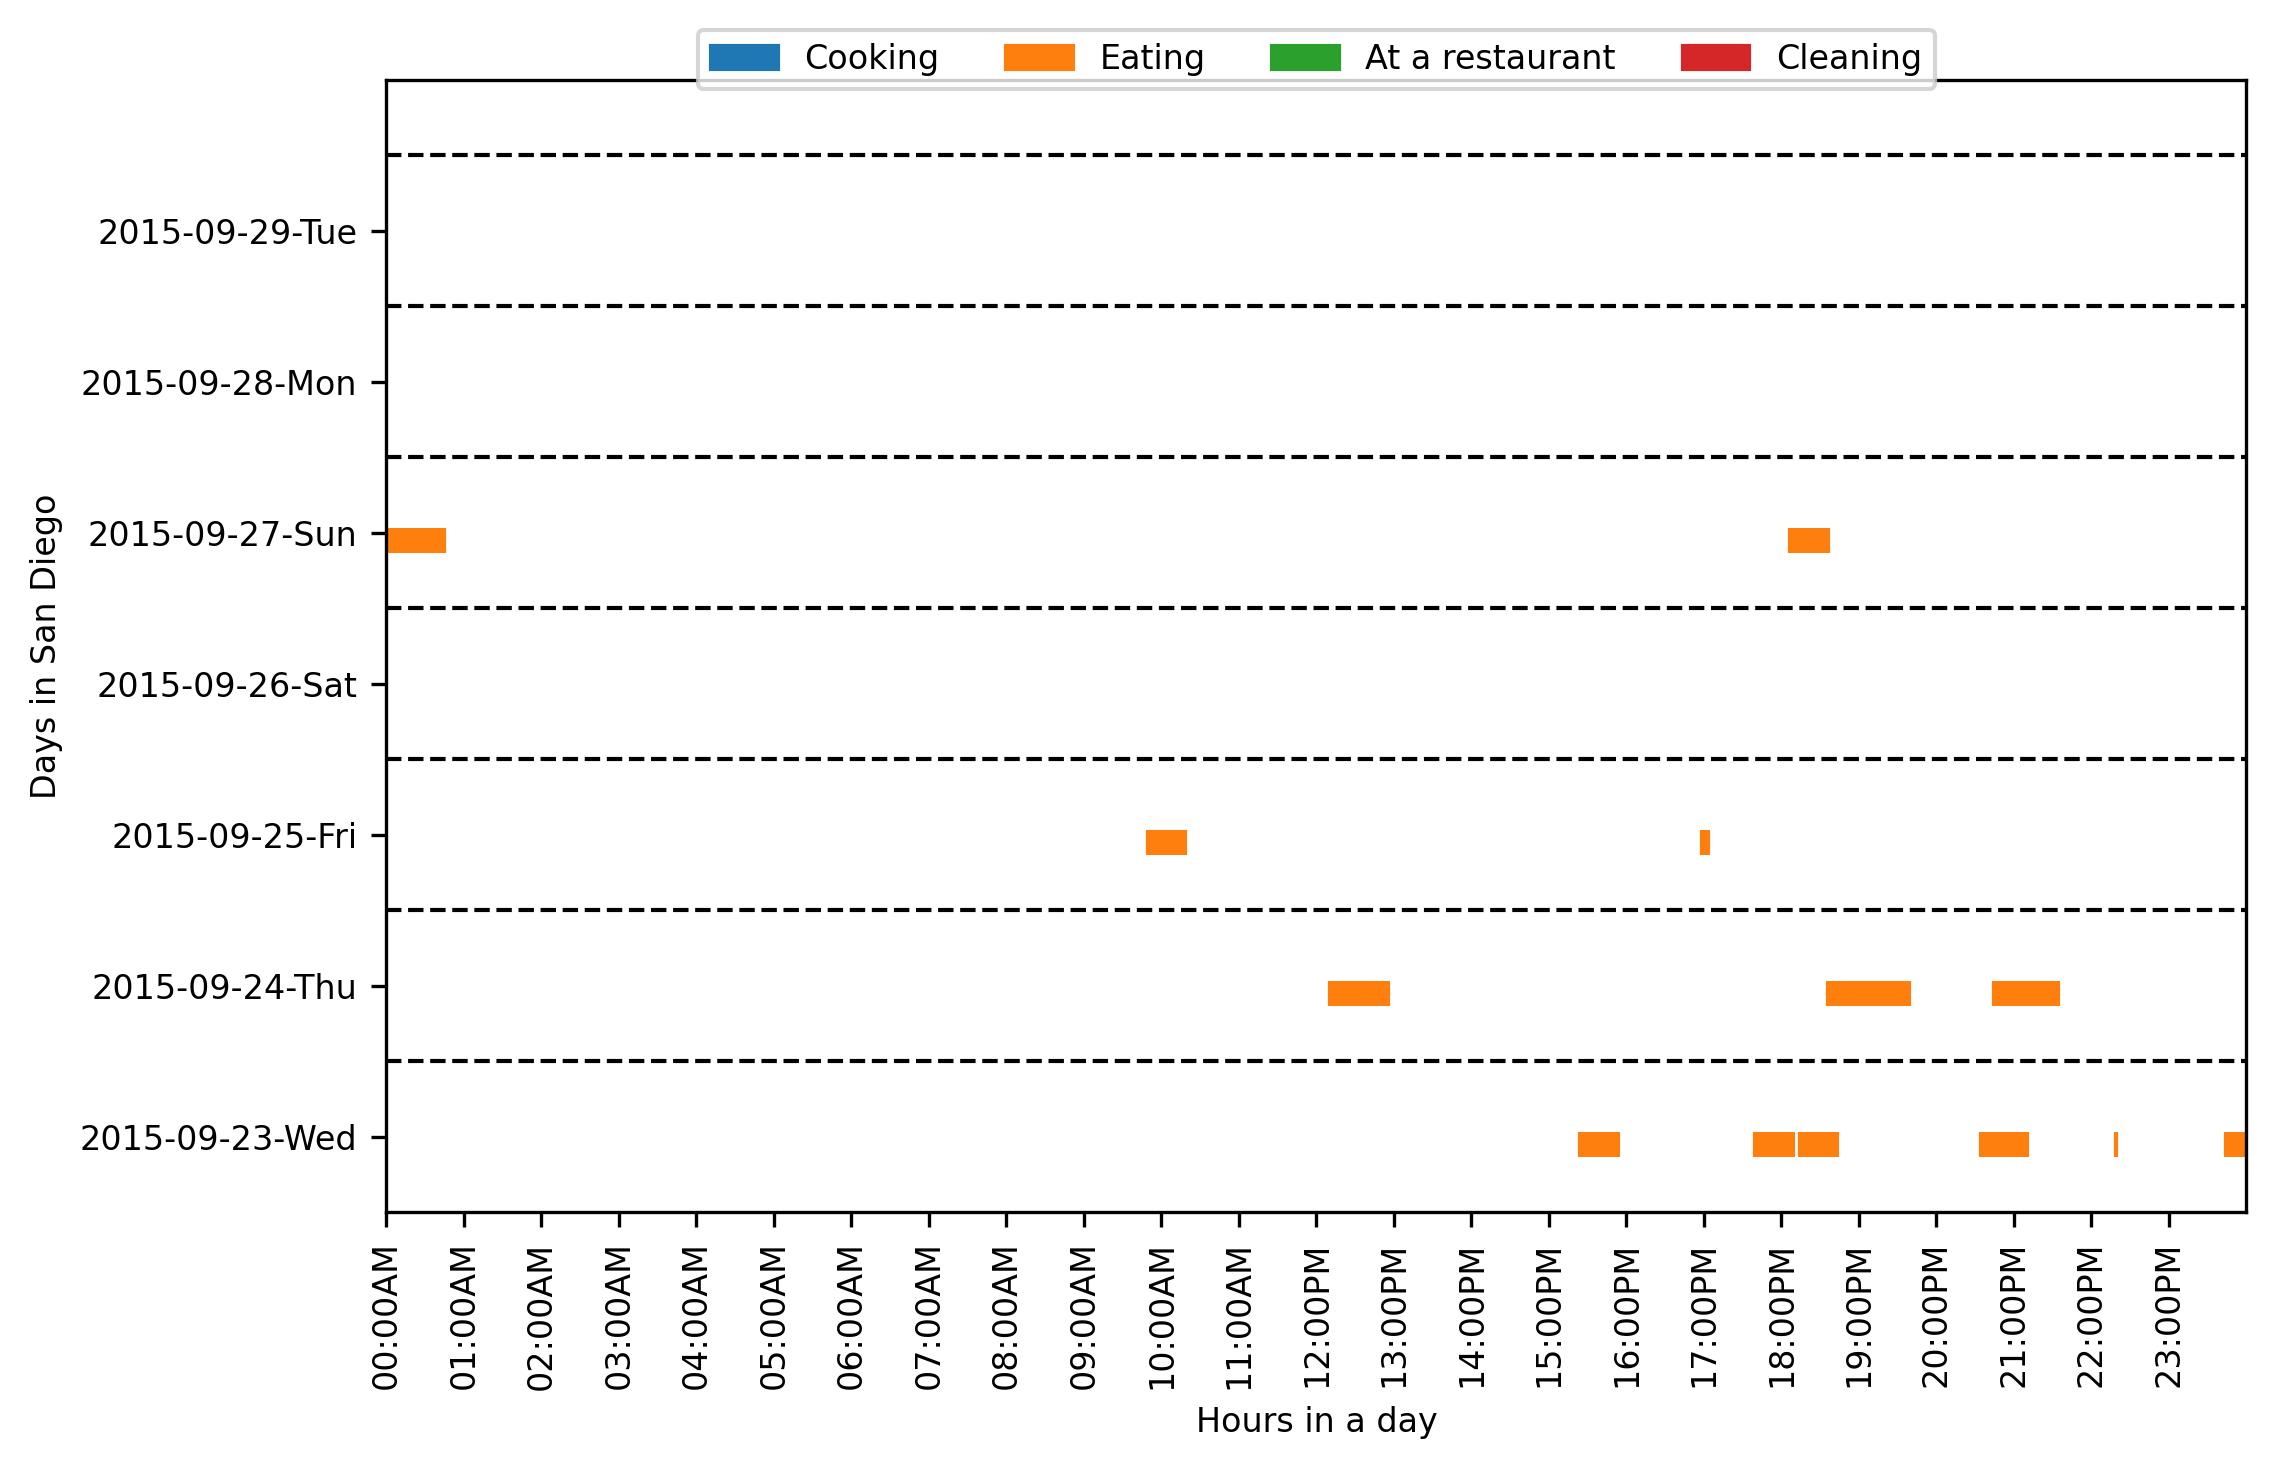 Cooking Eating At a restaurant Cleaning
Days in San Diego
2015-09-29-Tue
2015-09-28-Mon
2015-09-27-Sun
2015-09-26-Sat
2015-09-25-Fri
2015-09-24-Thu
2015-09-23-Wed
00:00AM
01:00AM
02:00AM
03:00AM
04:00AM
05:00AM
06:00AM
07:00AM
08:00AM
09:00AM
10:00AM
11:00AM
12:00PM
13:00PM
14:00PM
15:00PM
16:00PM
17:00PM
18:00PM
19:00PM
20:00PM
21:00PM
22:00PM
23:00PM
Hours in a day